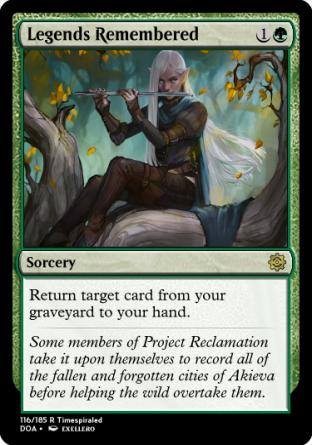 Legends Remembered 1
Sorcery
Return target card from your
graveyard to your hand.
Some members of Project Reclamation
take it upon themselves to record all of
the fallen and forgotten cities of Akieva
before helping the wild overtake them.
116/185 R Timespiraled
DOA • EXELLERO